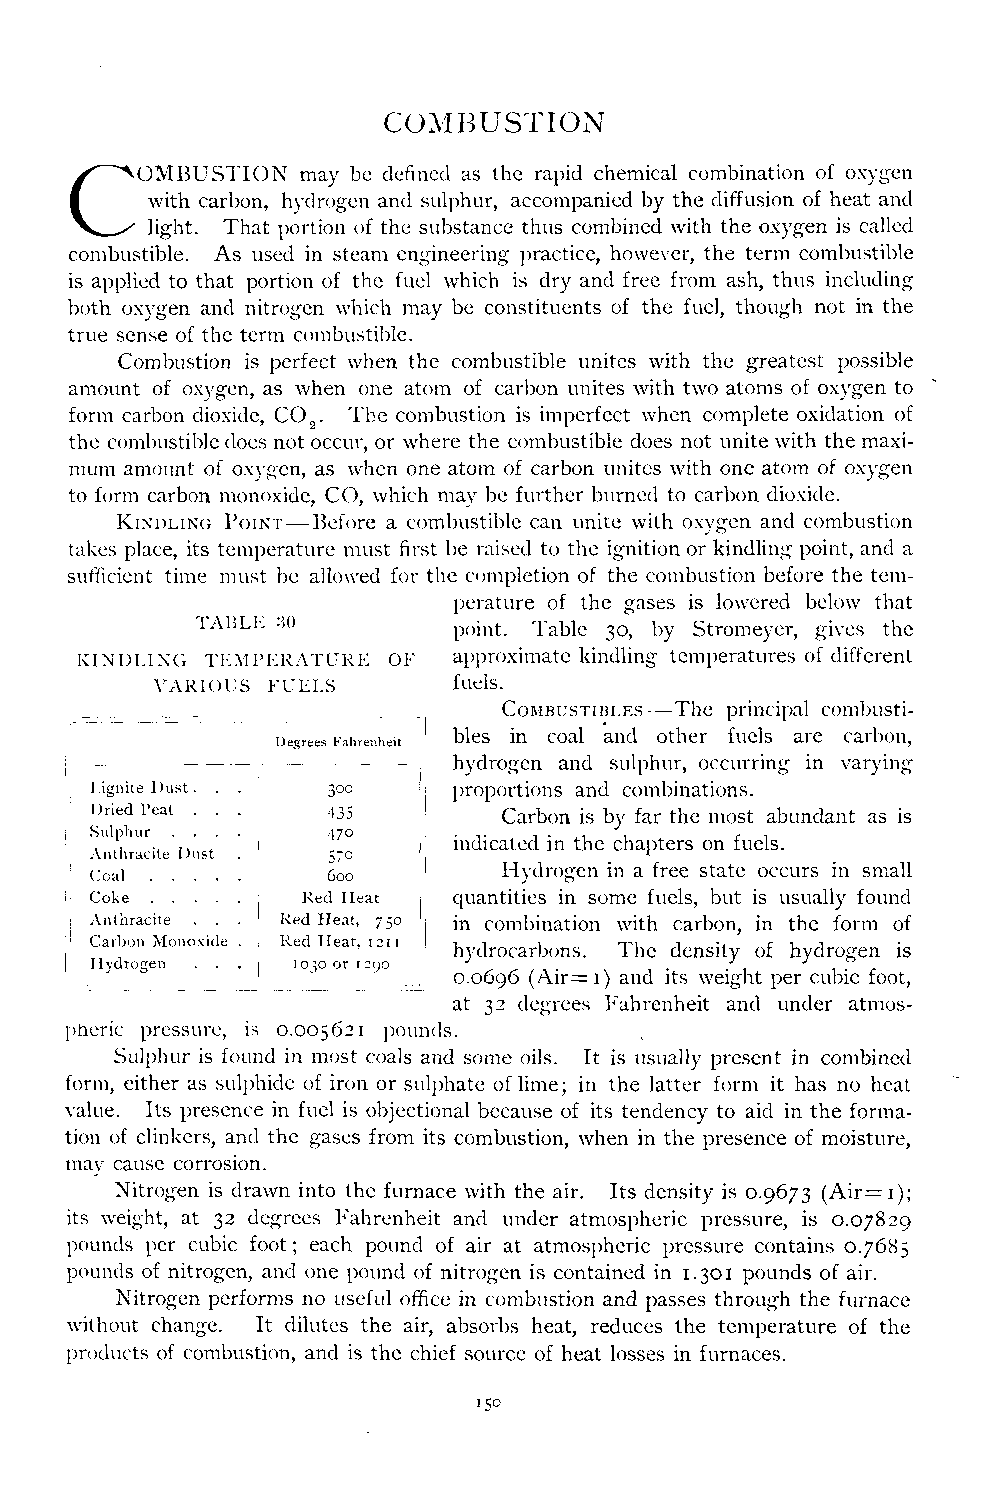 COMBUSTION
COMBUSTION may be defined as the rapid chemical combination of oxygen
with carbon, hydrogen and sulphur, accompanied by the diffusion of heat and
light. That portion of the substance thus combined with the oxygen is called
combustible. As used in steam engineering practice, however, the term combustible
is applied to that portion of the fuel which is dry and free from ash, thus including
both oxygen and nitrogen which may be constituents of the fuel, though not in the
true sense of the term combustible.
Combustion is perfect when the combustible unites with the greatest possible
amount of oxygen, as when one atom of carbon unites with two atoms of oxygen to
form carbon dioxide, CO₂. The combustion is imperfect when complete oxidation of
the combustible does not occur, or where the combustible does not unite with the maxi-
mum amount of oxygen, as when one atom of carbon unites with one atom of oxygen
to form carbon monoxide, CO, which may be further burned to carbon dioxide.
KINDLING POINT—Before a combustible can unite with oxygen and combustion
takes place, its temperature must first be raised to the ignition or kindling point, and a
sufficient time must be allowed for the completion of the combustion before the tem-
perature of the gases is lowered below that
point. Table 30, by Stromeyer, gives the
approximate kindling temperatures of different
fuels.
TABLE 30
KINDLING TEMPERATURE OF
VARIOUS FUELS
Degrees Fahrenheit
Lignite Dust . . . 300
Dried Peat . . . 435
Sulphur . . . . 470
Anthracite Dust . 570
Coal . . . . . 600
Coke . . . . . Red Heat
Anthracite . . . Red Heat, 750
Carbon Monoxide . Red Heat, 1211
Hydrogen . . . 1030 or 1290
COMBUSTIBLES—The principal combusti-
bles in coal and other fuels are carbon,
hydrogen and sulphur, occurring in varying
proportions and combinations.
Carbon is by far the most abundant as is
indicated in the chapters on fuels.
Hydrogen in a free state occurs in small
quantities in some fuels, but is usually found
in combination with carbon, in the form of
hydrocarbons. The density of hydrogen is
0.0696 (Air=1) and its weight per cubic foot,
at 32 degrees Fahrenheit and under atmos-
pheric pressure, is 0.005621 pounds.
Sulphur is found in most coals and some oils. It is usually present in combined
form, either as sulphide of iron or sulphate of lime; in the latter form it has no heat
value. Its presence in fuel is objectional because of its tendency to aid in the forma-
tion of clinkers, and the gases from its combustion, when in the presence of moisture,
may cause corrosion.
Nitrogen is drawn into the furnace with the air. Its density is 0.9673 (Air=1);
its weight, at 32 degrees Fahrenheit and under atmospheric pressure, is 0.07829
pounds per cubic foot; each pound of air at atmospheric pressure contains 0.7685
pounds of nitrogen, and one pound of nitrogen is contained in 1.301 pounds of air.
Nitrogen performs no useful office in combustion and passes through the furnace
without change. It dilutes the air, absorbs heat, reduces the temperature of the
products of combustion, and is the chief source of heat losses in furnaces.
150